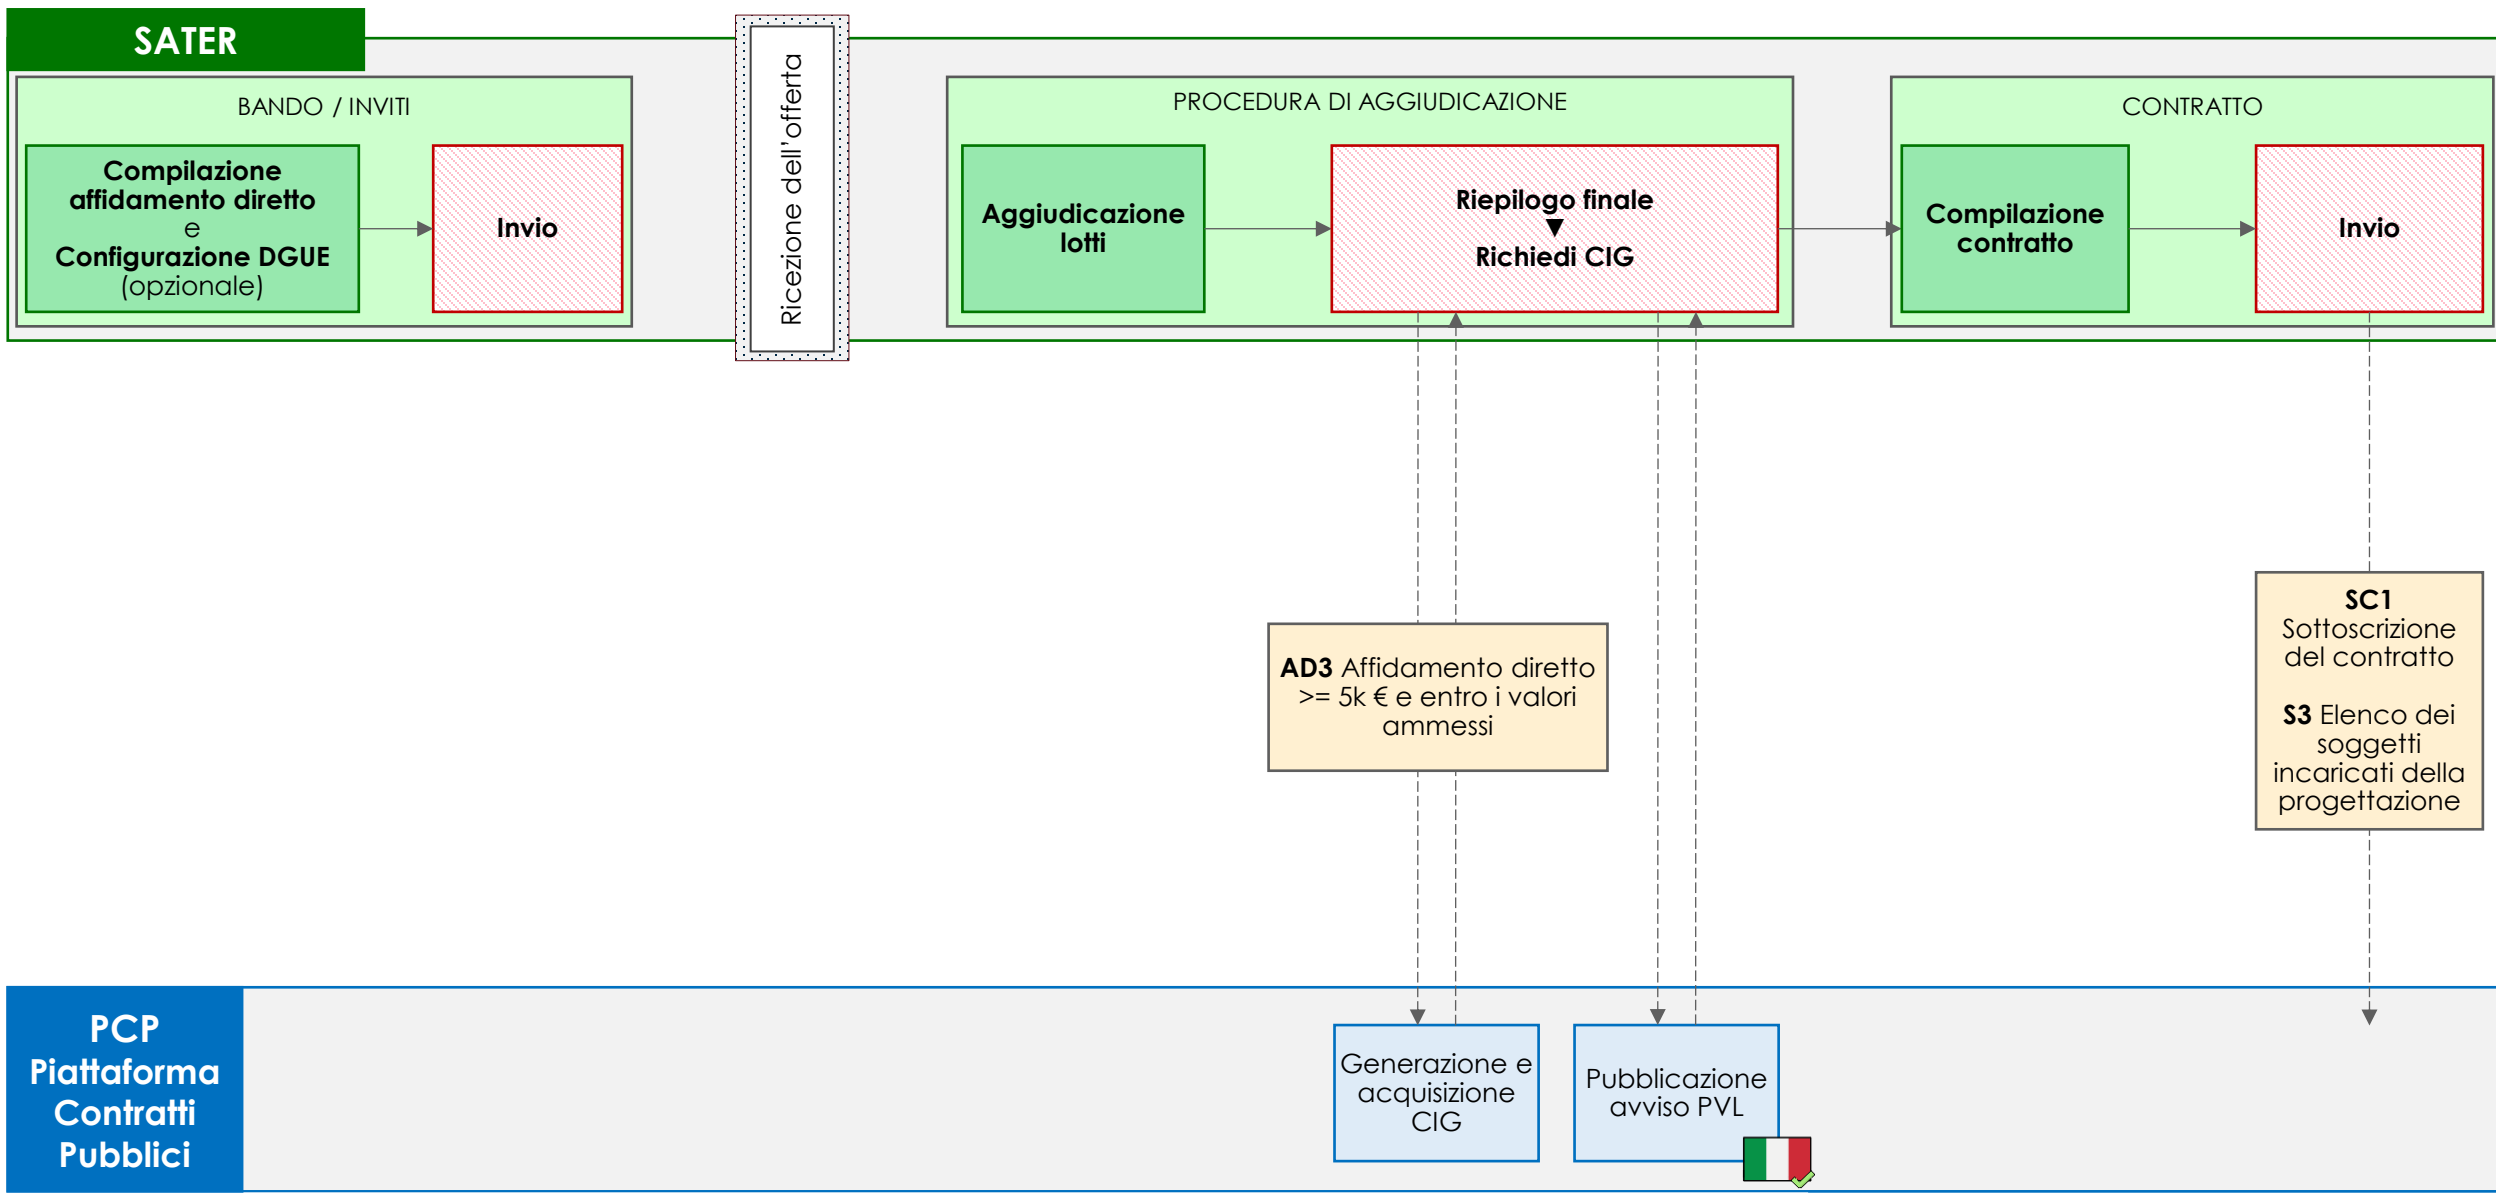 SATER
BANDO / INVITI
Compilazione
affidamento diretto
e
Configurazione DGUE
(opzionale)
Invio
Ricezione dell'offerta
PROCEDURA DI AGGIUDICAZIONE
Aggiudicazione
lotti
Riepilogo finale
▼
Richiedi CIG
CONTRATTO
Compilazione
contratto
Invio
AD3 Affidamento diretto
>= 5k € e entro i valori
ammessi
SC1
Sottoscrizione
del contratto
S3 Elenco dei
soggetti
incaricati della
progettazione
PCP
Piattaforma
Contratti
Pubblici
Generazione e
acquisizione
CIG
Pubblicazione
avviso PVL